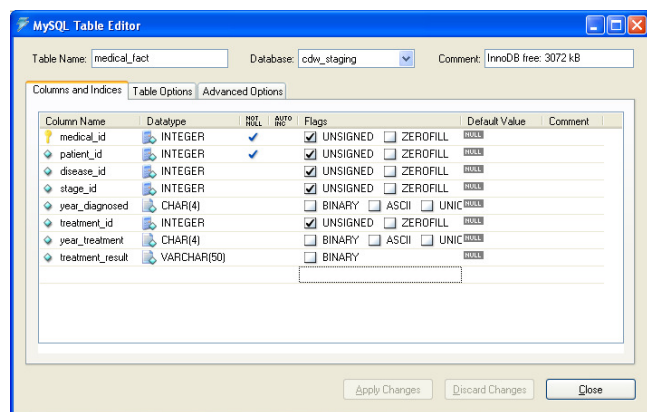 MySQL Table Editor
Table Name: medical_fact Database: cdw_staging Comment: InnoDB free: 3072 kB
Columns and Indices Table Options Advanced Options
Column Name Datatype NOT NULL AUTO INC Flags Default Value Comment
medical_id INTEGER UNSIGNED ZEROFILL NULL
patient_id INTEGER UNSIGNED ZEROFILL NULL
disease_id INTEGER UNSIGNED ZEROFILL NULL
stage_id INTEGER UNSIGNED ZEROFILL NULL
year_diagnosed CHAR(4) BINARY ASCII UNIC NULL
treatment_id INTEGER UNSIGNED ZEROFILL NULL
year_treatment CHAR(4) BINARY ASCII UNIC NULL
treatment_result VARCHAR(50) BINARY NULL
Apply Changes Discard Changes Close